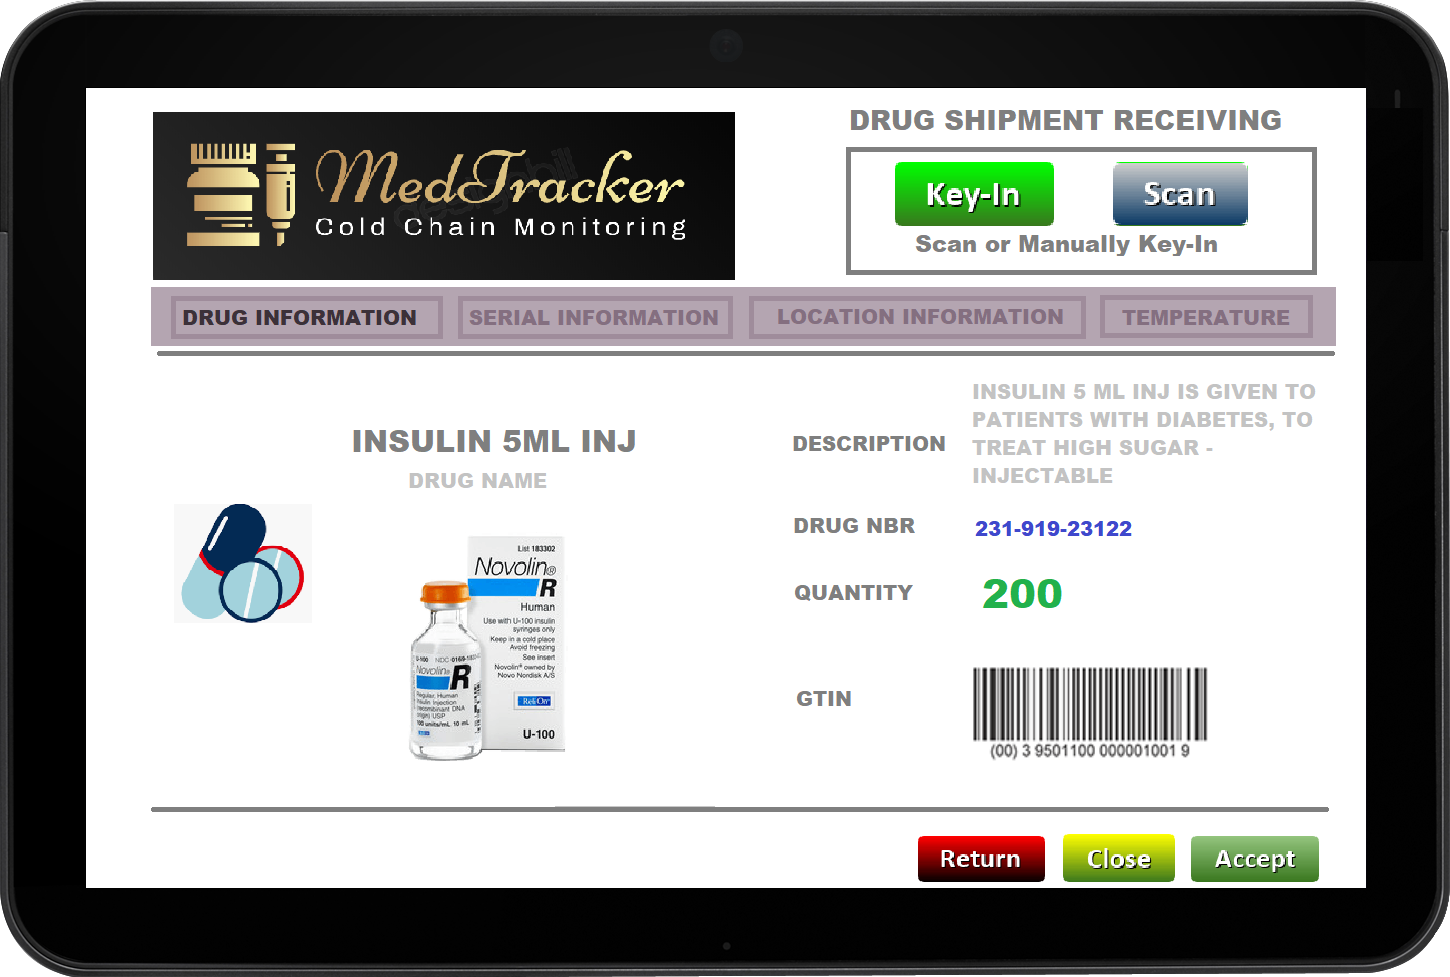 MedTracker
Cold Chain Monitoring
DRUG SHIPMENT RECEIVING
Key-In
Scan
Scan or Manually Key-In
DRUG INFORMATION
SERIAL INFORMATION
LOCATION INFORMATION
TEMPERATURE
INSULIN 5ML INJ
DRUG NAME
List 183302
Novolin®
R
Human
Use with U-100 insulin
syringes only
Keep in a cold place
Avoid freezing
See insert
Novolin® owned by
Novo Nordisk A/S
ReliOn®
U-100
U-100 NDC
Novolin®
R
Regular, Human
Insulin Injection
(recombinant DNA
origin) USP
100 units/mL 10 mL
DESCRIPTION
INSULIN 5 ML INJ IS GIVEN TO
PATIENTS WITH DIABETES, TO
TREAT HIGH SUGAR -
INJECTABLE
DRUG NBR
231-919-23122
QUANTITY
200
GTIN
(00) 3 9501100 000001001 9
Return
Close
Accept